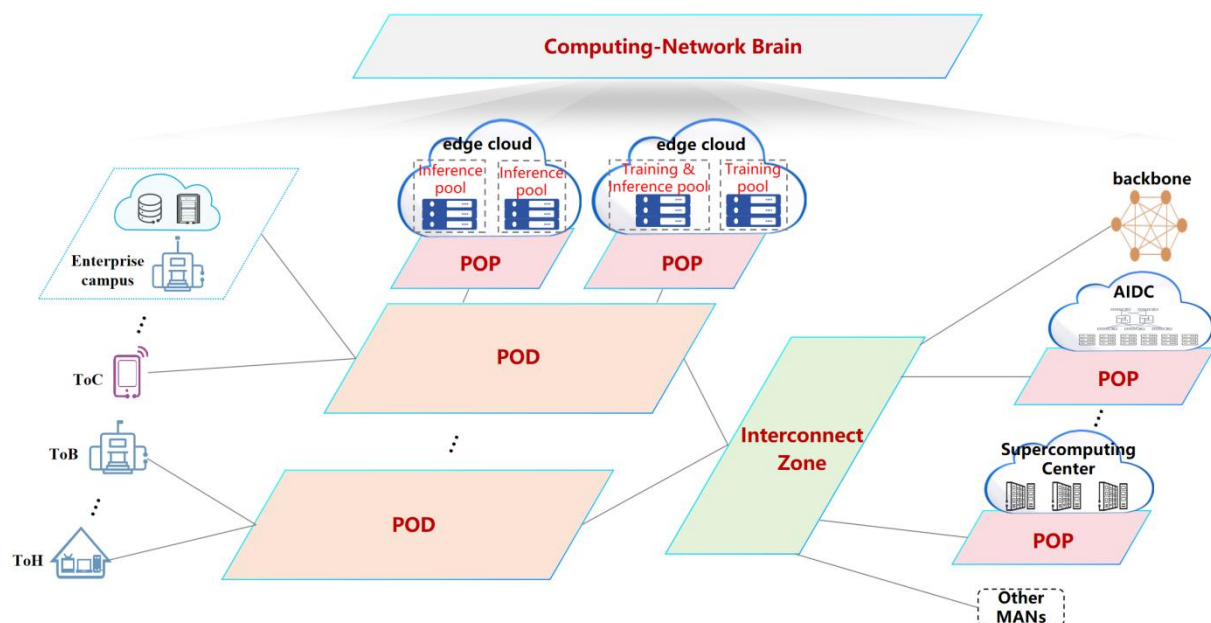 Computing-Network Brain
edge cloud
Inference
pool
Inference
pool
edge cloud
Training &
Inference pool
Training
pool
POP
POP
Enterprise
campus
ToC
ToB
ToH
POD
POD
Interconnect
Zone
backbone
AIDC
POP
Supercomputing
Center
POP
Other
MANs